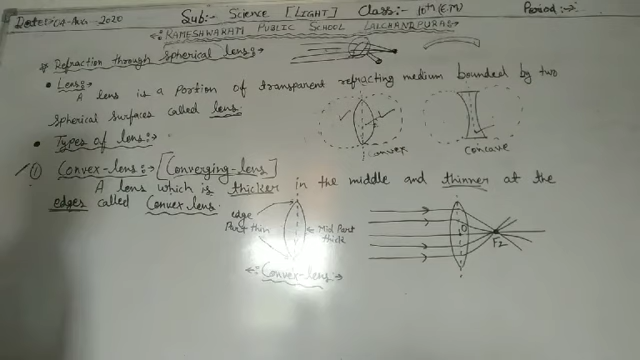 Date:- 04-Aug-2020 Sub:- Science [LIGHT] Class:- 10th (EM) Period:-
RAMESHWARAM PUBLIC SCHOOL LALCHANDPURAS
* Refraction through spherical lens:-
• Lens:-
A lens is a portion of transparent refracting medium bounded by two
spherical surfaces called lens.
• Types of lens:-
convex
concave
① Convex-lens:- [Converging-lens]
A lens which is thicker in the middle and thinner at the
edges called Convex lens.
edge
Part thin
Mid Part
thick
O
F2
Convex-lens:-